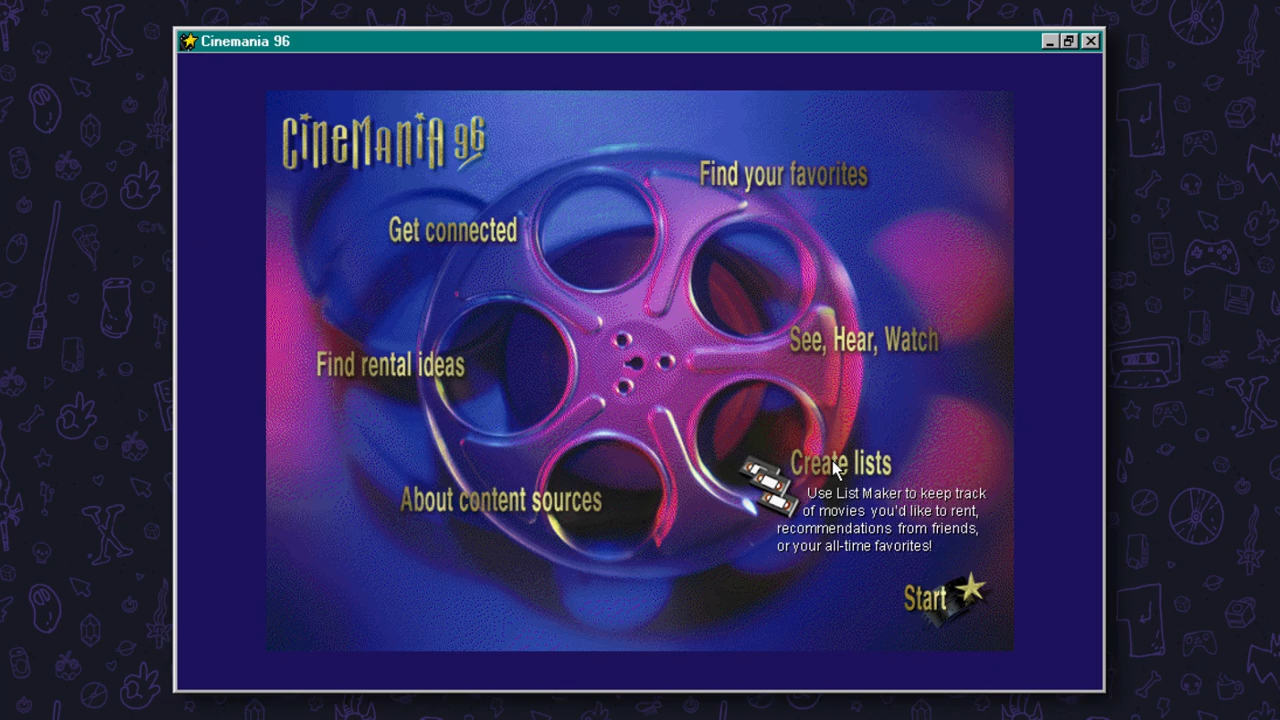 Cinemania 96
CineManiA 96
Find your favorites
Get connected
See, Hear, Watch
Find rental ideas
Create lists
Use List Maker to keep track
of movies you'd like to rent,
recommendations from friends,
or your all-time favorites!
About content sources
Start